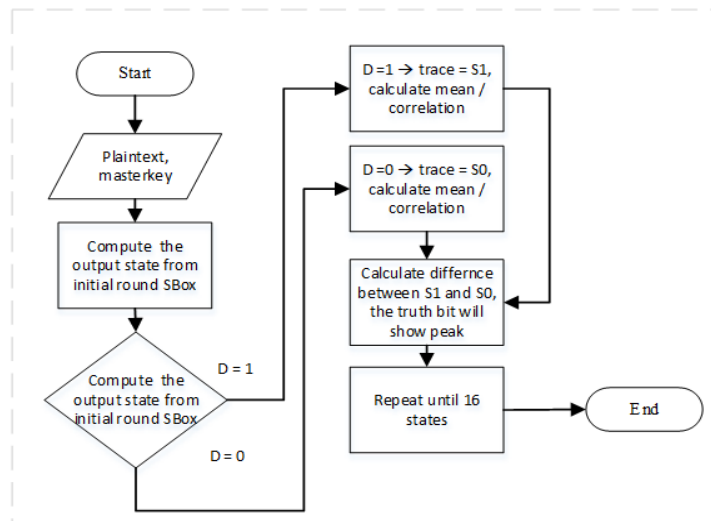 Start
Plaintext,
masterkey
Compute the
output state from
initial round SBox
Compute the
output state from
initial round SBox
D = 1
D = 0
D =1 → trace = S1,
calculate mean /
correlation
D=0 → trace = S0,
calculate mean /
correlation
Calculate differnce
between S1 and S0,
the truth bit will
show peak
Repeat until 16
states
End